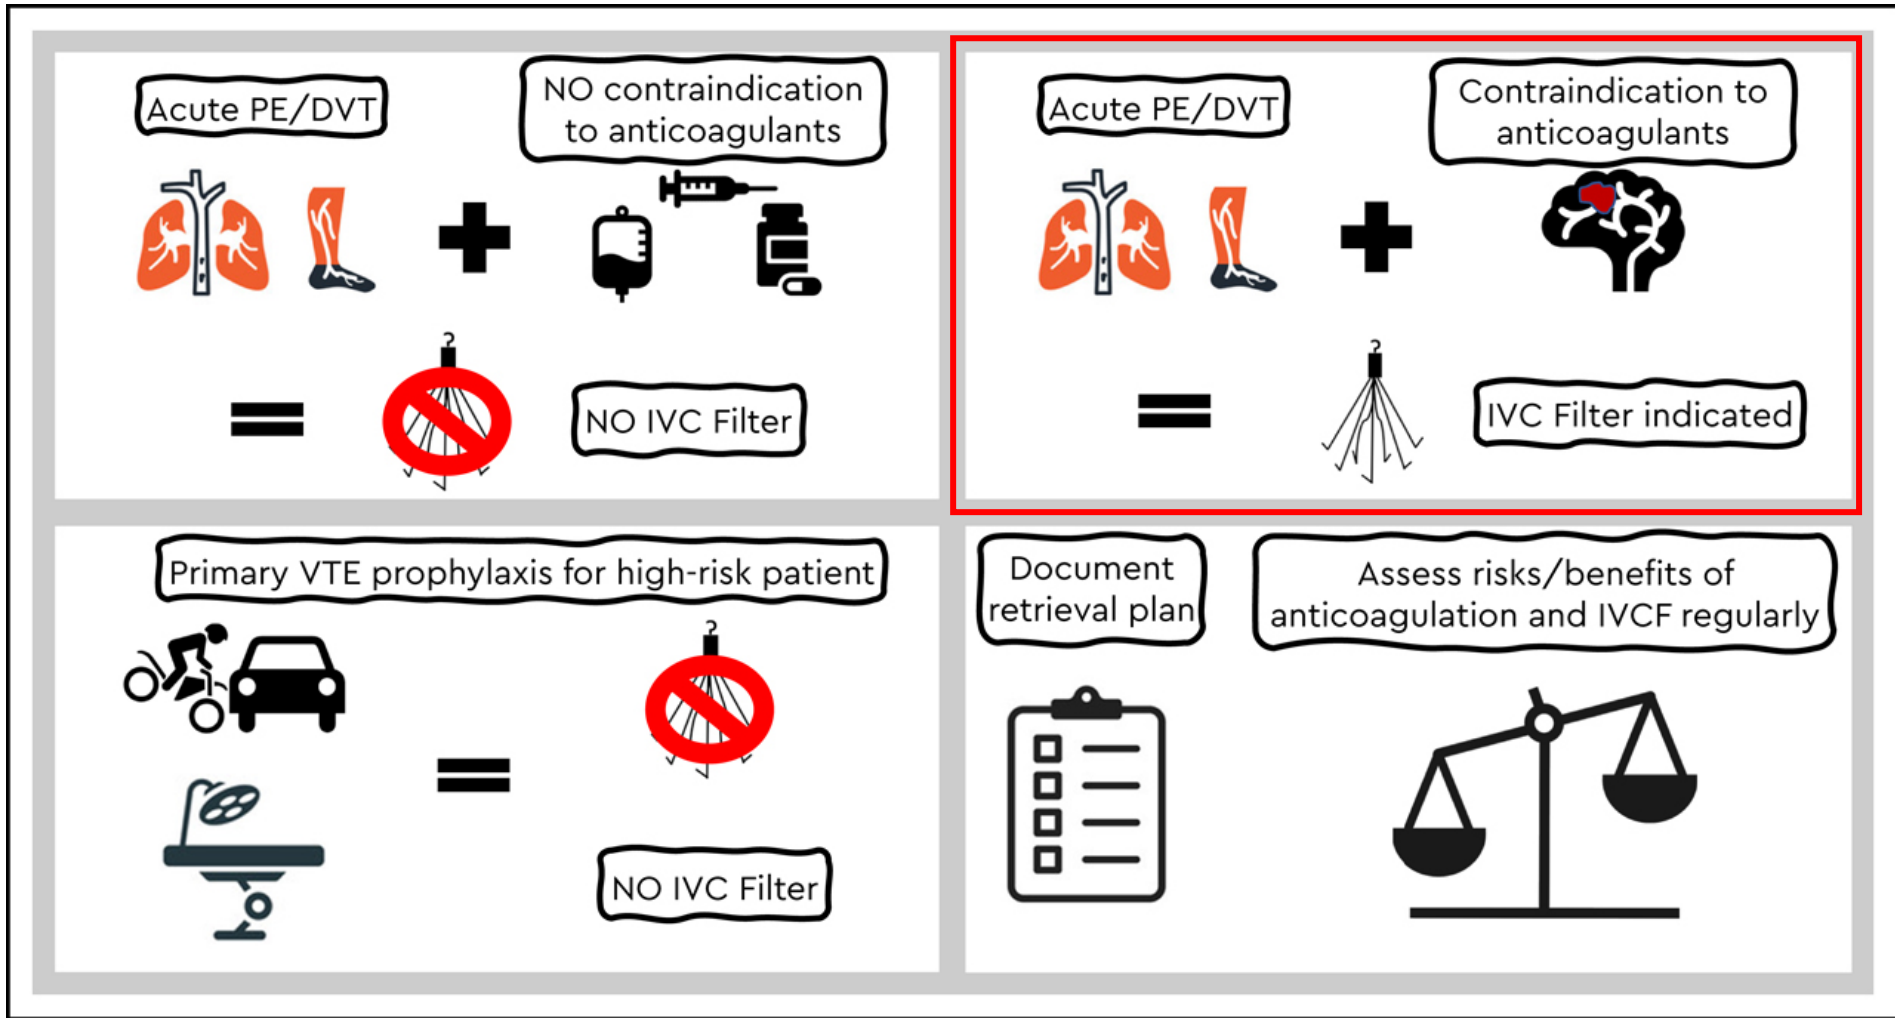 Acute PE/DVT
NO contraindication
to anticoagulants
NO IVC Filter
Acute PE/DVT
Contraindication to
anticoagulants
IVC Filter indicated
Primary VTE prophylaxis for high-risk patient
NO IVC Filter
Document
retrieval plan
Assess risks/benefits of
anticoagulation and IVCF regularly